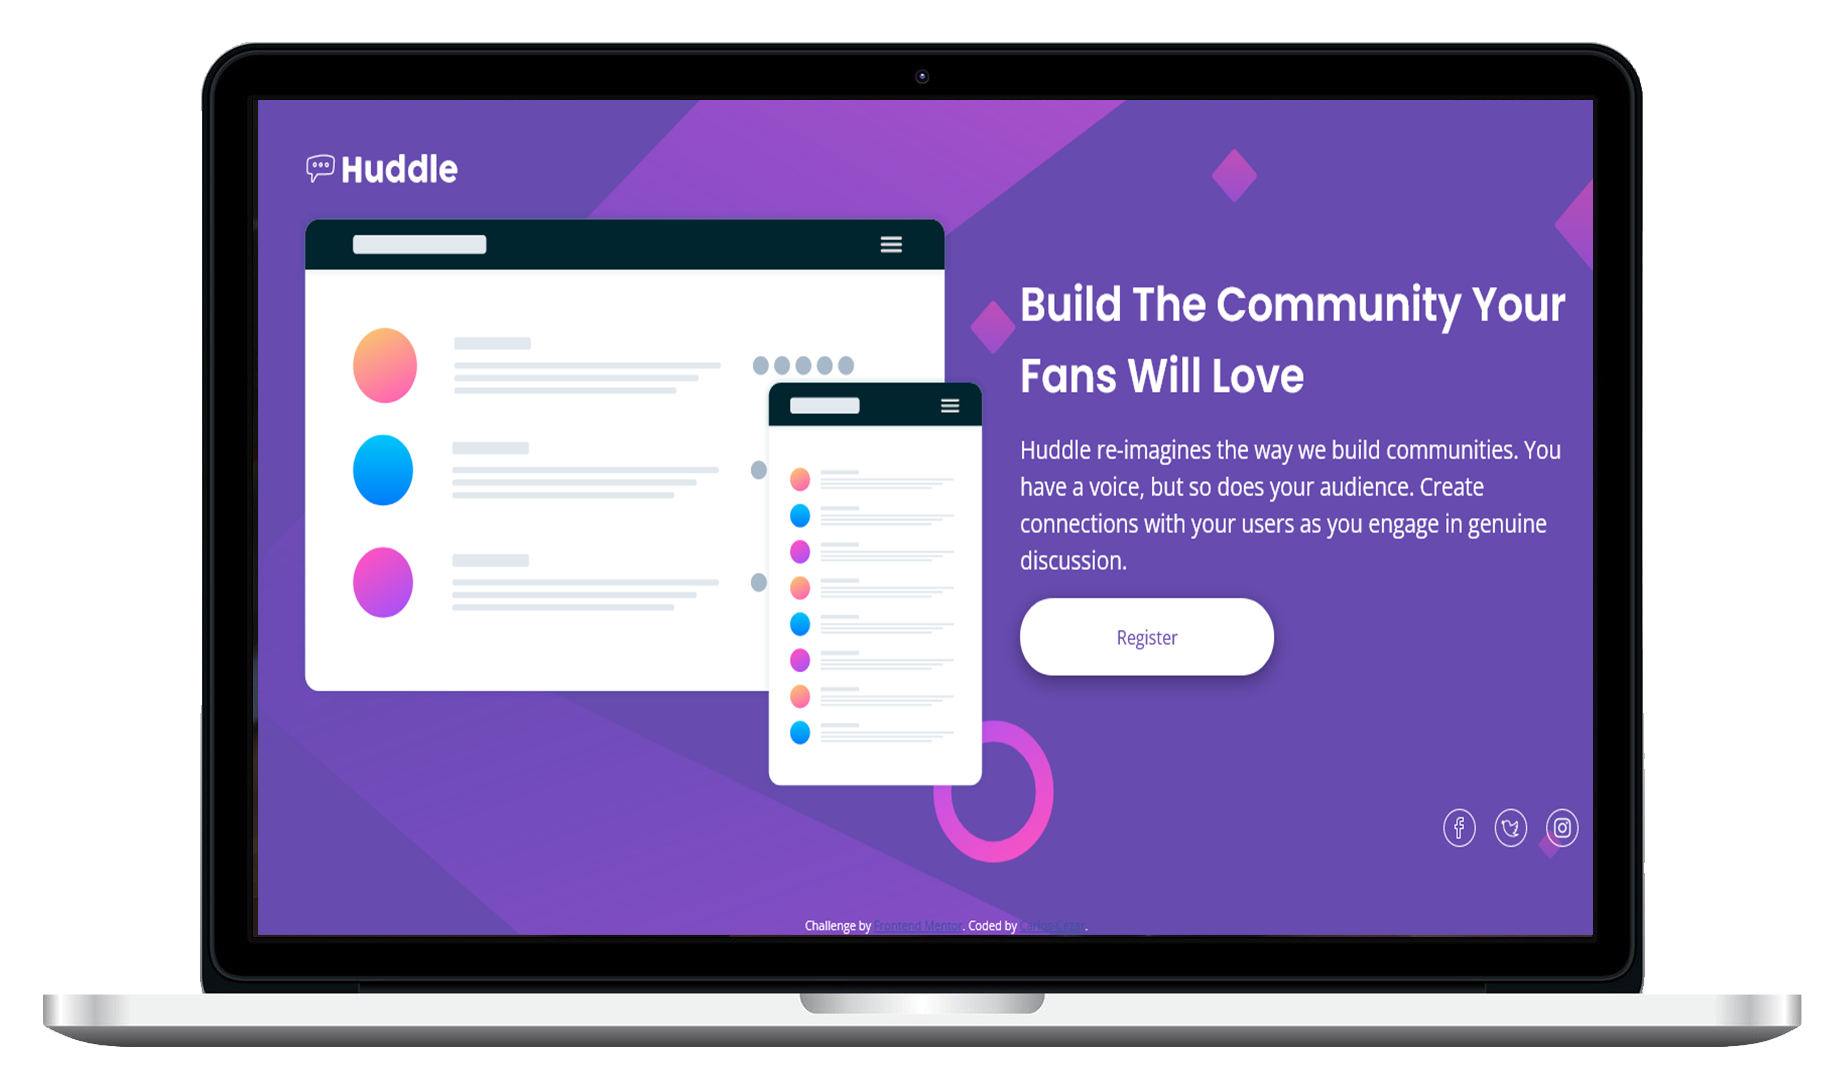 Huddle
Build The Community Your
Fans Will Love
Huddle re-imagines the way we build communities. You
have a voice, but so does your audience. Create
connections with your users as you engage in genuine
discussion.
Register
Challenge by Frontend Mentor. Coded by